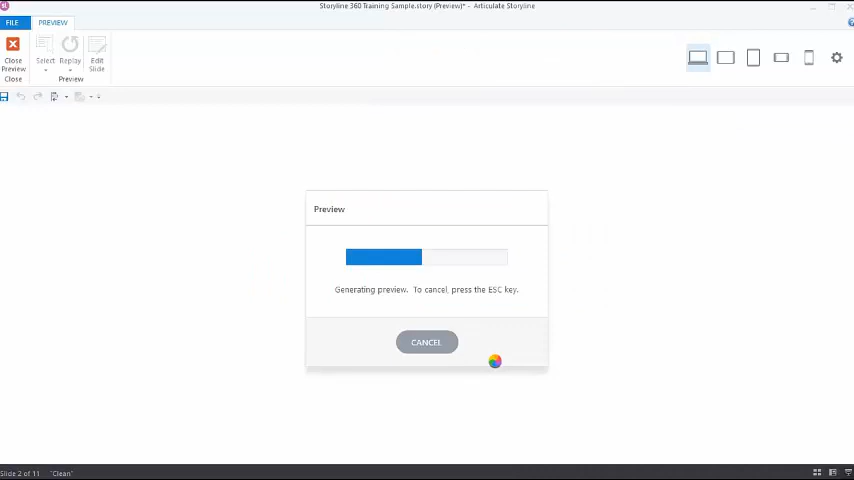 Storyline 360 Training Sample.story (Preview)* - Articulate Storyline
FILE
PREVIEW
Close
Preview
Select
Replay
Edit
Slide
Close
Preview
Preview
Generating preview. To cancel, press the ESC key.
CANCEL
Slide 2 of 11
"Clean"